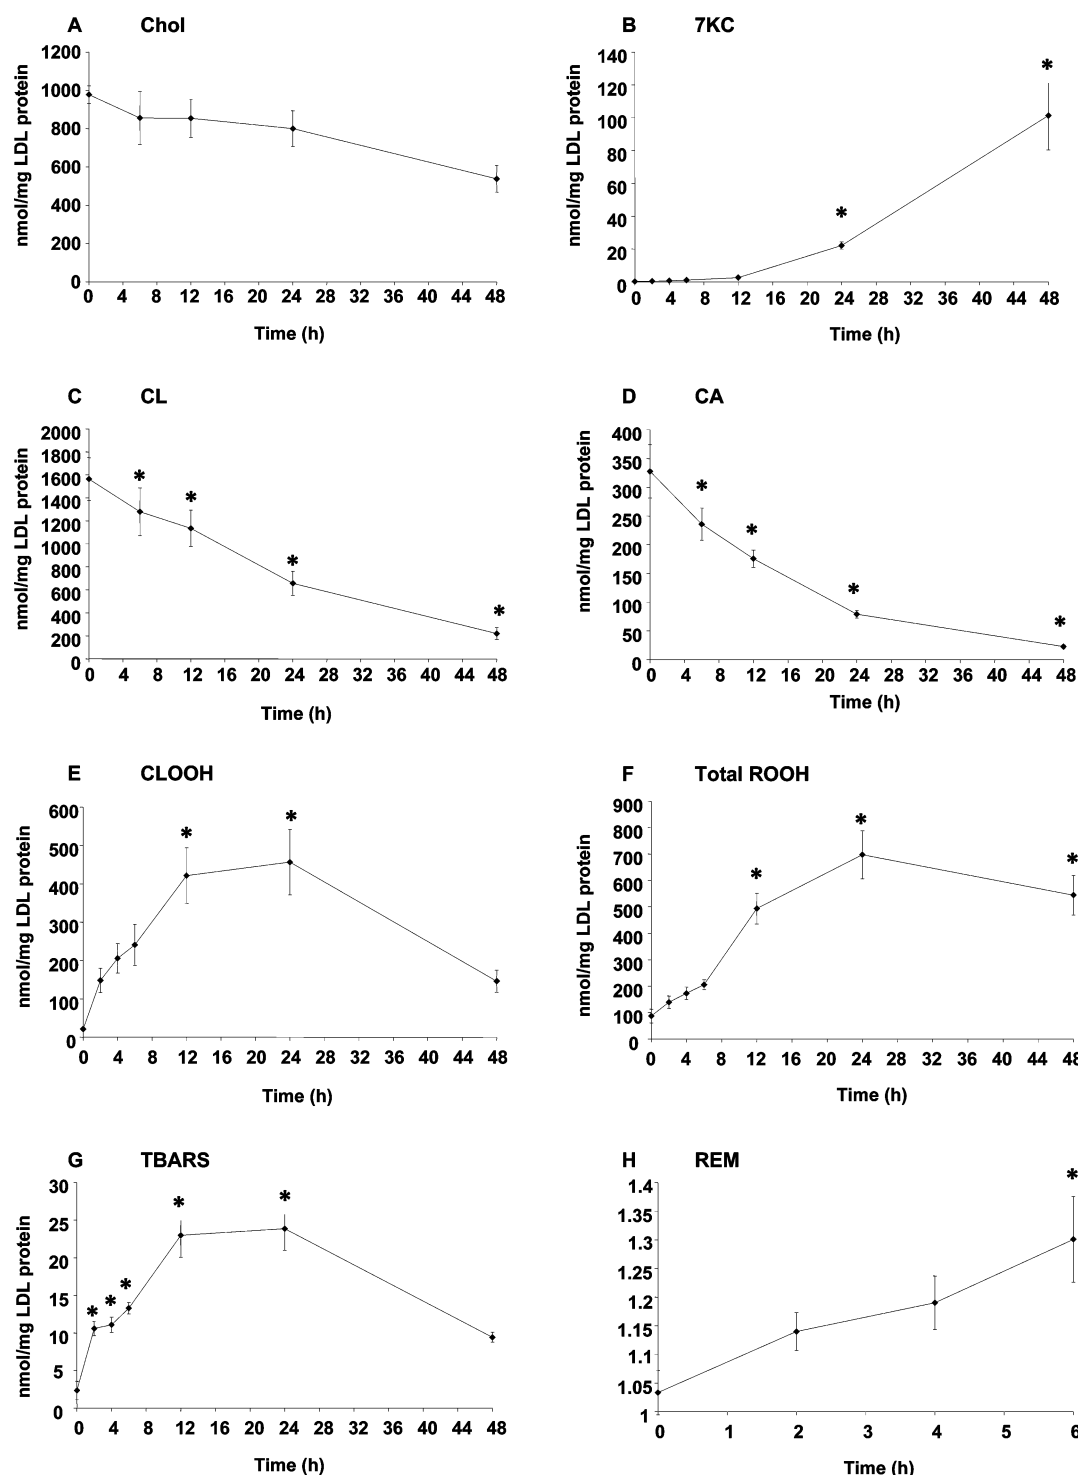 A Chol
B 7KC
1200
1000
800
600
400
200
0
nmol/mg LDL protein
0 4 8 12 16 20 24 28 32 36 40 44 48
Time (h)
140
120
100
80
60
40
20
0
nmol/mg LDL protein
0 4 8 12 16 20 24 28 32 36 40 44 48
Time (h)
*
*
C CL
D CA
2000
1800
1600
1400
1200
1000
800
600
400
200
0
nmol/mg LDL protein
0 4 8 12 16 20 24 28 32 36 40 44 48
Time (h)
*
*
*
*
400
350
300
250
200
150
100
50
0
nmol/mg LDL protein
0 4 8 12 16 20 24 28 32 36 40 44 48
Time (h)
*
*
*
*
E CLOOH
F Total ROOH
600
500
400
300
200
100
0
nmol/mg LDL protein
0 4 8 12 16 20 24 28 32 36 40 44 48
Time (h)
*
*
900
800
700
600
500
400
300
200
100
0
nmol/mg LDL protein
0 4 8 12 16 20 24 28 32 36 40 44 48
Time (h)
*
*
*
G TBARS
H REM
30
25
20
15
10
5
0
nmol/mg LDL protein
0 4 8 12 16 20 24 28 32 36 40 44 48
Time (h)
*
*
*
*
*
1.4
1.35
1.3
1.25
1.2
1.15
1.1
1.05
1
0 1 2 3 4 5 6
Time (h)
*